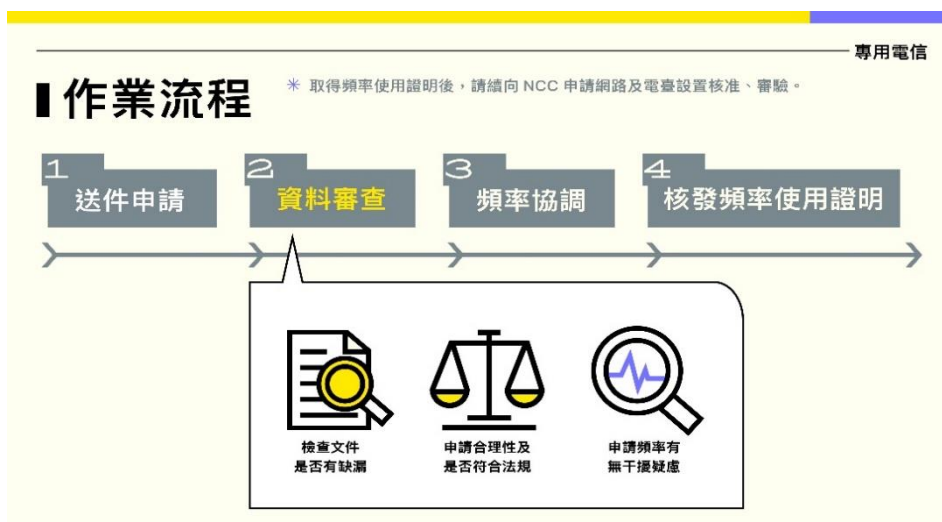 專用電信
作業流程
* 取得頻率使用證明後，請續向 NCC 申請網路及電臺設置核准、審驗。
1
送件申請
2
資料審查
3
頻率協調
4
核發頻率使用證明
檢查文件
是否有缺漏
申請合理性及
是否符合法規
申請頻率有
無干擾疑慮